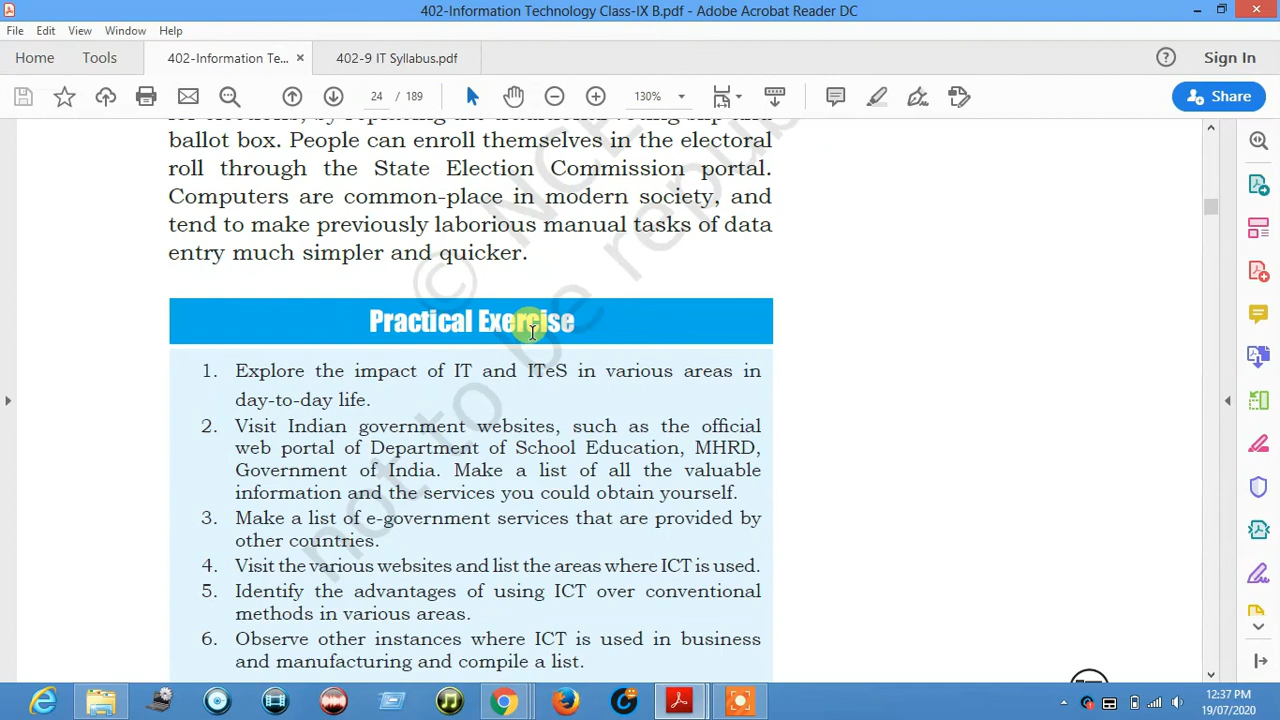 402-Information Technology Class-IX B.pdf - Adobe Acrobat Reader DC
File Edit View Window Help
Home Tools 402-Information Te... × 402-9 IT Syllabus.pdf ? Sign In
24 / 189 130% Share
ballot box. People can enroll themselves in the electoral
roll through the State Election Commission portal.
Computers are common-place in modern society, and
tend to make previously laborious manual tasks of data
entry much simpler and quicker.
Practical Exercise
1. Explore the impact of IT and ITeS in various areas in
day-to-day life.
2. Visit Indian government websites, such as the official
web portal of Department of School Education, MHRD,
Government of India. Make a list of all the valuable
information and the services you could obtain yourself.
3. Make a list of e-government services that are provided by
other countries.
4. Visit the various websites and list the areas where ICT is used.
5. Identify the advantages of using ICT over conventional
methods in various areas.
6. Observe other instances where ICT is used in business
and manufacturing and compile a list.
© NCE
not to be repu
12:37 PM
19/07/2020